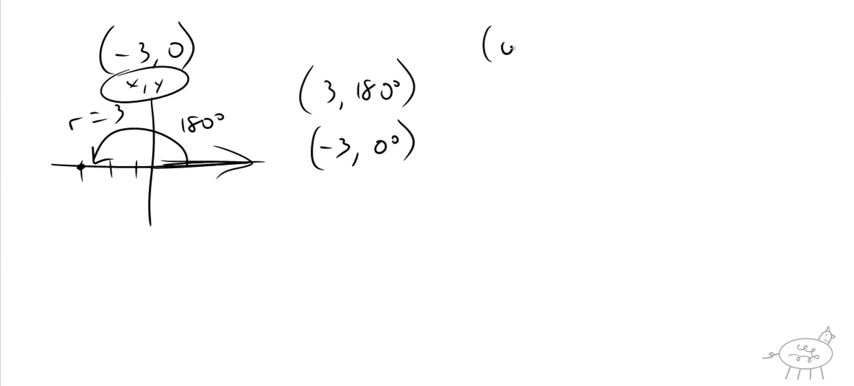 (-3, 0)
x, y
r = 3
180°
(3, 180°)
(-3, 0°)
(